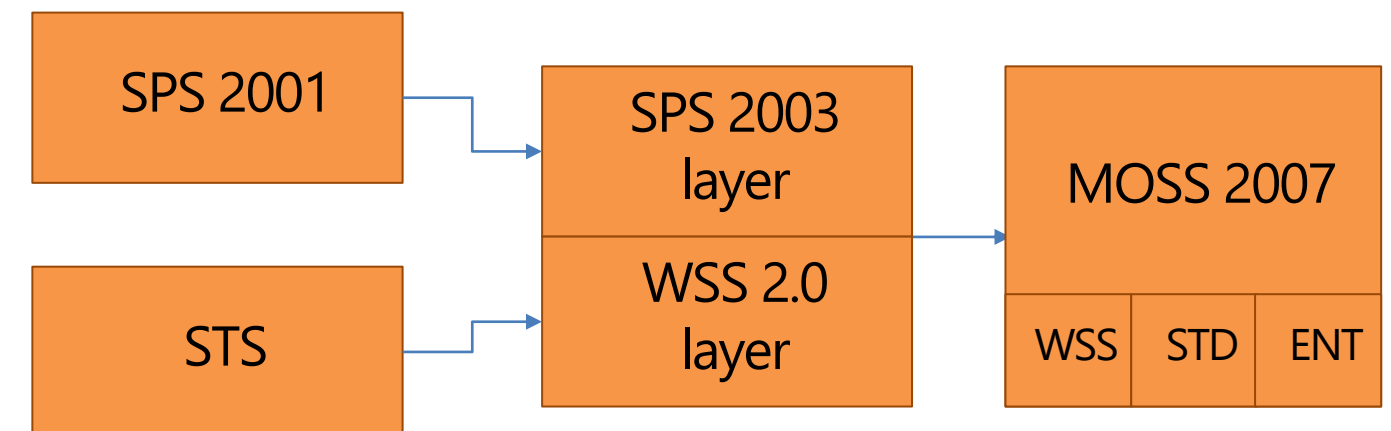 SPS 2001
STS
SPS 2003
layer
WSS 2.0
layer
MOSS 2007
WSS
STD
ENT